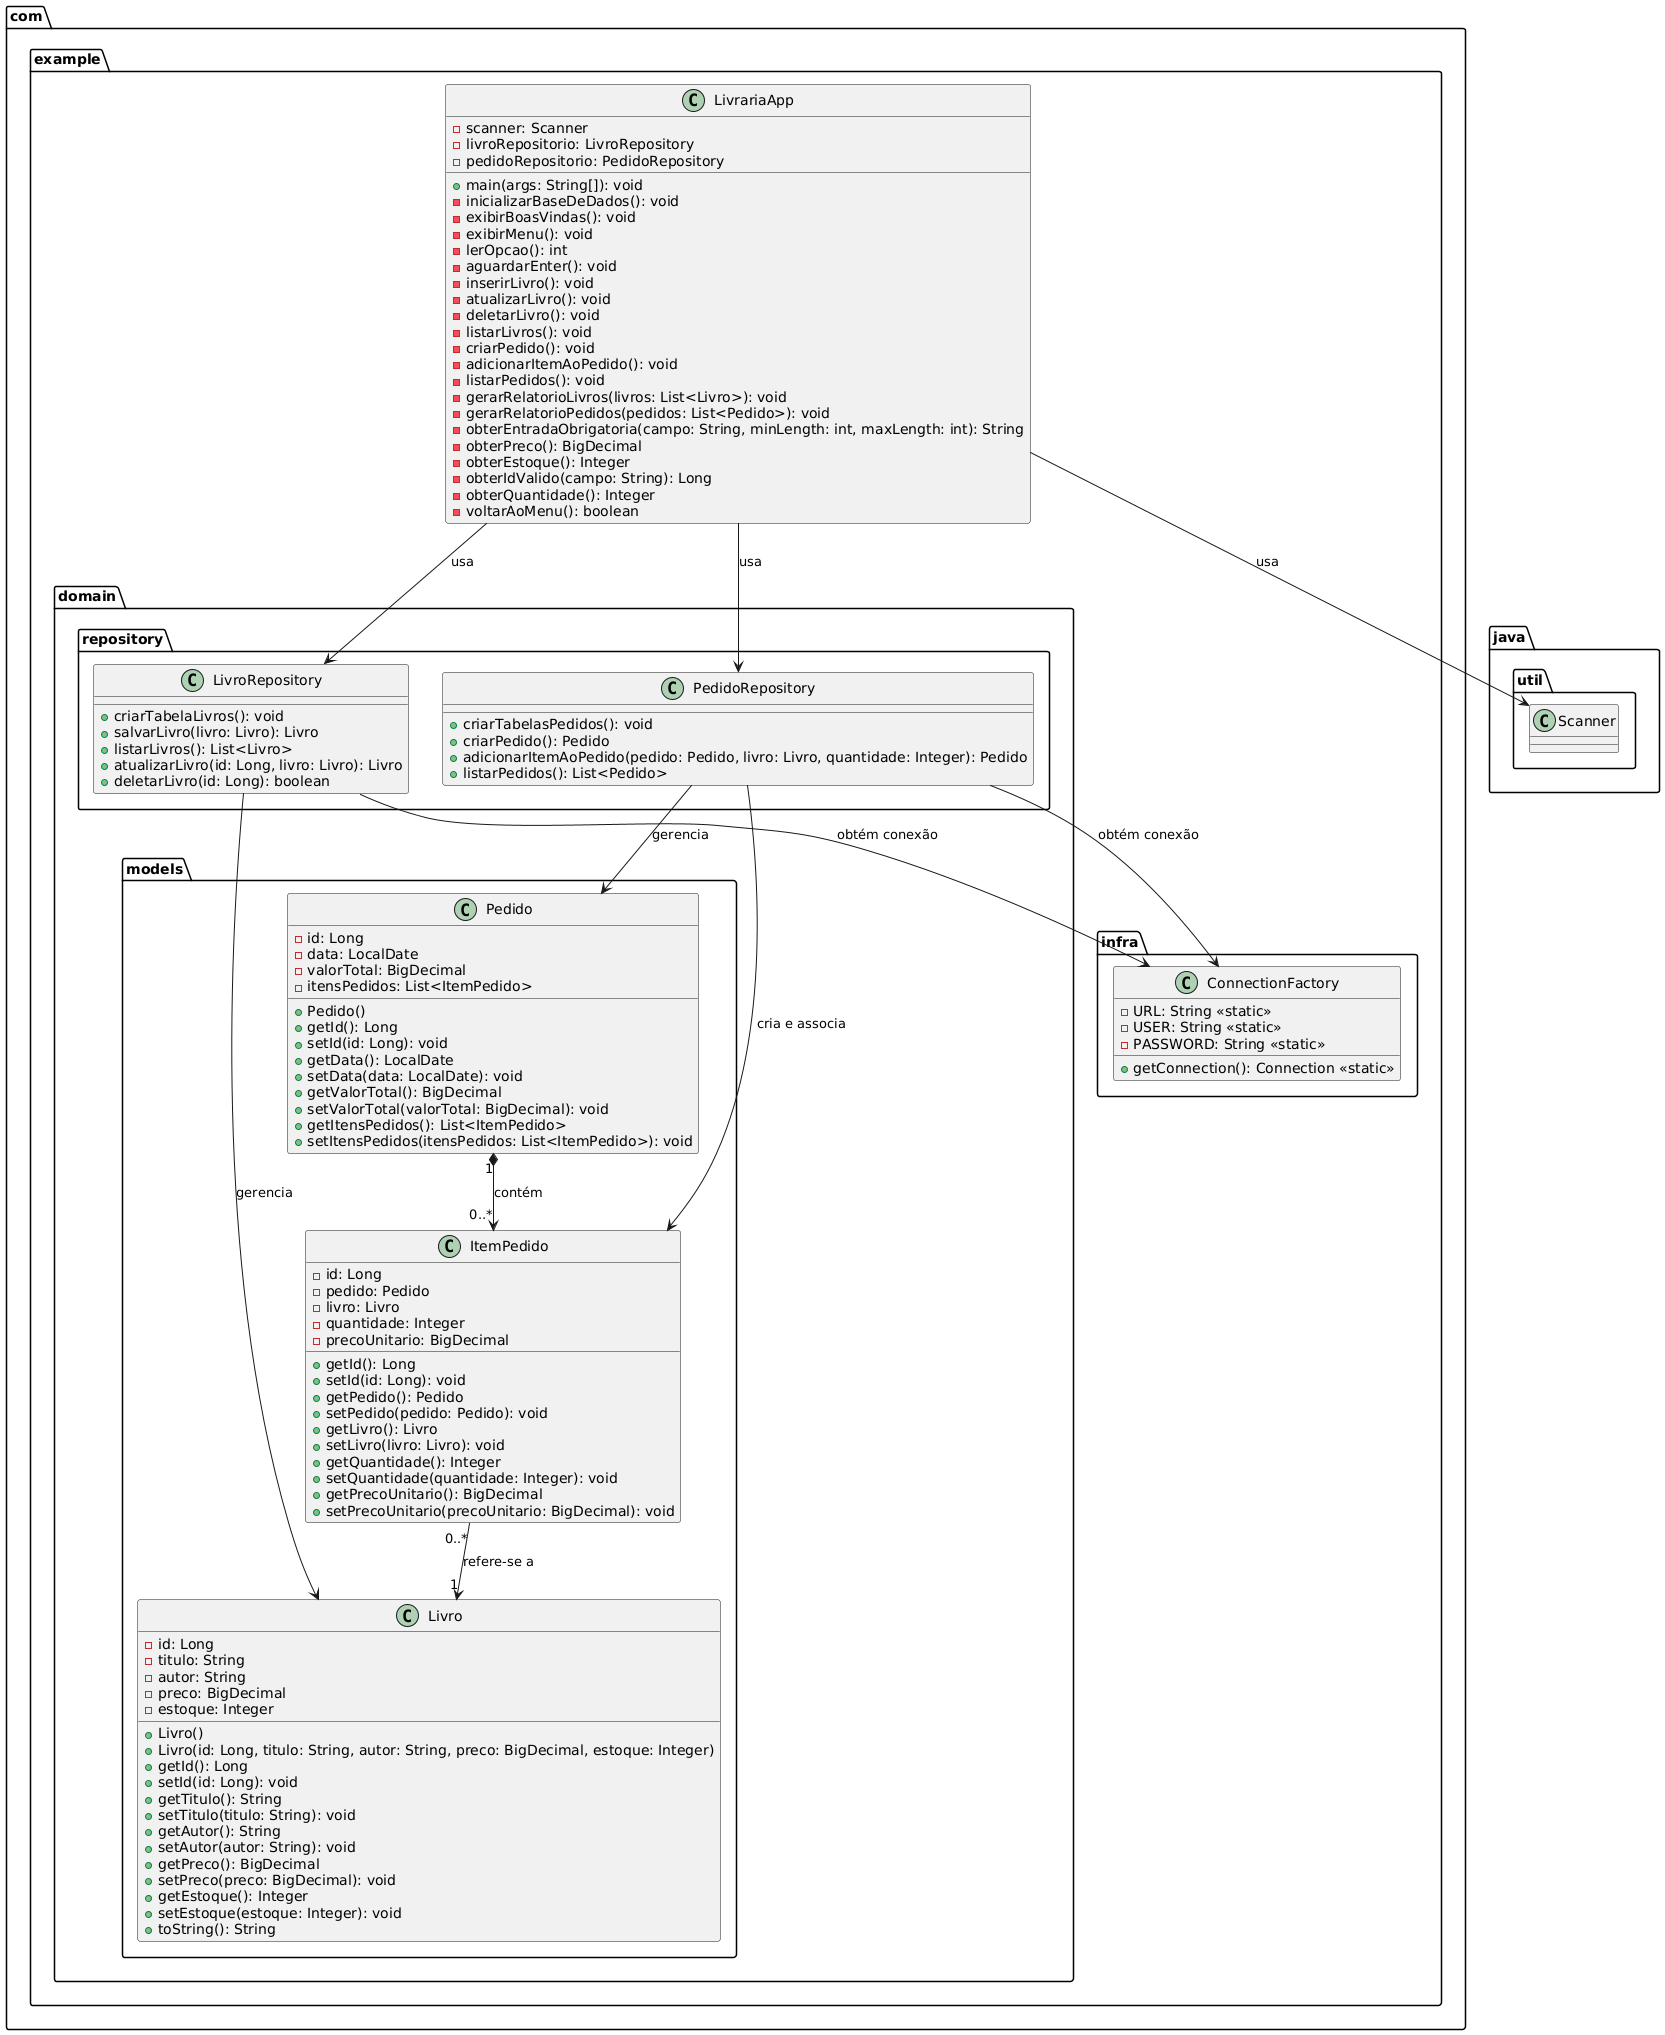 com
example
C LivrariaApp
scanner: Scanner
livroRepositorio: LivroRepository
pedidoRepositorio: PedidoRepository
main(args: String[]): void
inicializarBaseDeDados(): void
exibirBoasVindas(): void
exibirMenu(): void
lerOpcao(): int
aguardarEnter(): void
inserirLivro(): void
atualizarLivro(): void
deletarLivro(): void
listarLivros(): void
criarPedido(): void
adicionarItemAoPedido(): void
listarPedidos(): void
gerarRelatorioLivros(livros: List<Livro>): void
gerarRelatorioPedidos(pedidos: List<Pedido>): void
obterEntradaObrigatoria(campo: String, minLength: int, maxLength: int): String
obterPreco(): BigDecimal
obterEstoque(): Integer
obterIdValido(campo: String): Long
obterQuantidade(): Integer
voltarAoMenu(): boolean
usa
usa
usa
domain
repository
C LivroRepository
criarTabelaLivros(): void
salvarLivro(livro: Livro): Livro
listarLivros(): List<Livro>
atualizarLivro(id: Long, livro: Livro): Livro
deletarLivro(id: Long): boolean
C PedidoRepository
criarTabelasPedidos(): void
criarPedido(): Pedido
adicionarItemAoPedido(pedido: Pedido, livro: Livro, quantidade: Integer): Pedido
listarPedidos(): List<Pedido>
java
util
C Scanner
gerencia
obtém conexão
obtém conexão
models
C Pedido
id: Long
data: LocalDate
valorTotal: BigDecimal
itensPedidos: List<ItemPedido>
Pedido()
getId(): Long
setId(id: Long): void
getData(): LocalDate
setData(data: LocalDate): void
getValorTotal(): BigDecimal
setValorTotal(valorTotal: BigDecimal): void
getItensPedidos(): List<ItemPedido>
setItensPedidos(itensPedidos: List<ItemPedido>): void
infra
C ConnectionFactory
URL: String «static»
USER: String «static»
PASSWORD: String «static»
getConnection(): Connection «static»
cria e associa
1
gerencia
contém
0..*
C ItemPedido
id: Long
pedido: Pedido
livro: Livro
quantidade: Integer
precoUnitario: BigDecimal
getId(): Long
setId(id: Long): void
getPedido(): Pedido
setPedido(pedido: Pedido): void
getLivro(): Livro
setLivro(livro: Livro): void
getQuantidade(): Integer
setQuantidade(quantidade: Integer): void
getPrecoUnitario(): BigDecimal
setPrecoUnitario(precoUnitario: BigDecimal): void
0..*
refere-se a
1
C Livro
id: Long
titulo: String
autor: String
preco: BigDecimal
estoque: Integer
Livro()
Livro(id: Long, titulo: String, autor: String, preco: BigDecimal, estoque: Integer)
getId(): Long
setId(id: Long): void
getTitulo(): String
setTitulo(titulo: String): void
getAutor(): String
setAutor(autor: String): void
getPreco(): BigDecimal
setPreco(preco: BigDecimal): void
getEstoque(): Integer
setEstoque(estoque: Integer): void
toString(): String